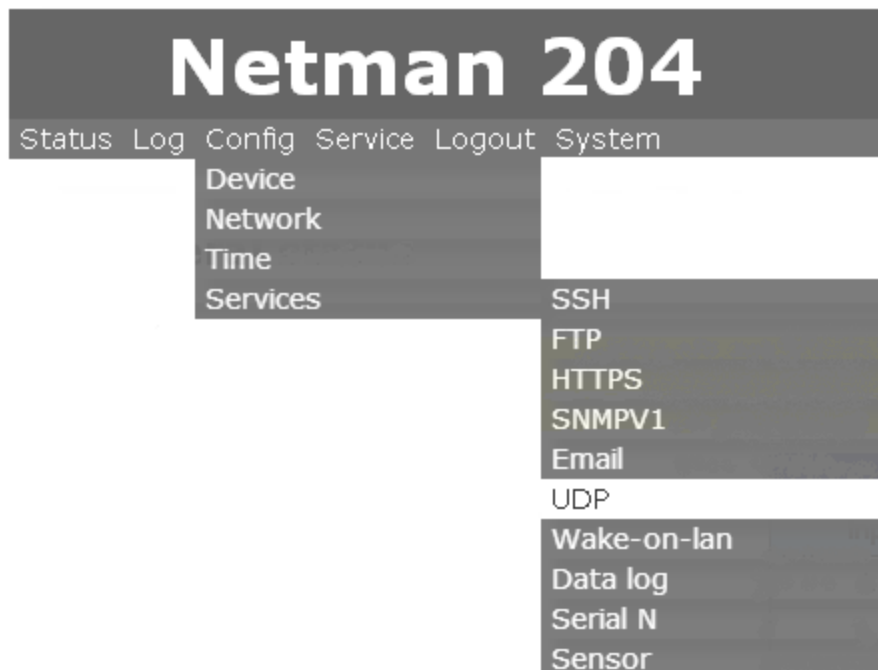 Netman 204
Status Log Config Service Logout System
Device
Network
Time
Services
SSH
FTP
HTTPS
SNMPV1
Email
UDP
Wake-on-lan
Data log
Serial N
Sensor